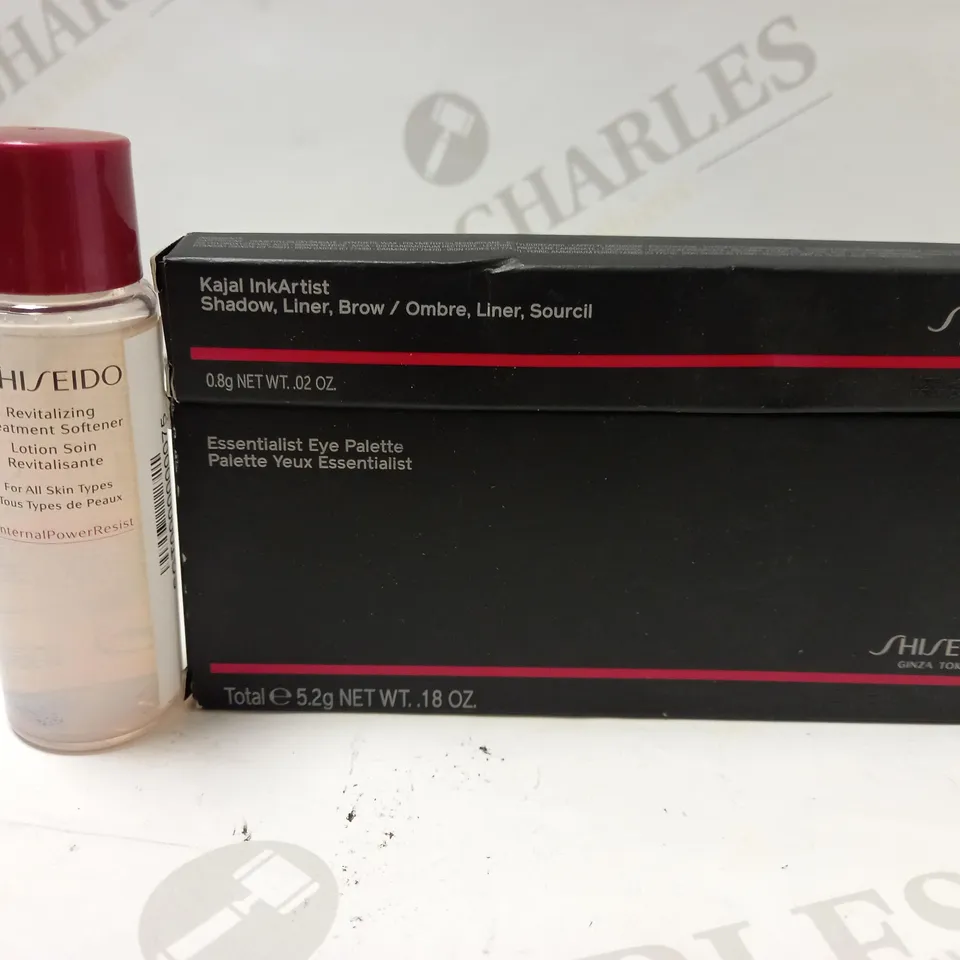 CHARLES
HISEIDO
Revitalizing
eatment Softener
Lotion Soin
Revitalisante
For All Skin Types
Tous Types de Peaux
nternalPowerResist
Kajal InkArtist
Shadow, Liner, Brow / Ombre, Liner, Sourcil
0.8g NET WT. .02 OZ.
Essentialist Eye Palette
Palette Yeux Essentialist
SHISE
GINZA TOK
Total ℮ 5.2g NET WT. .18 OZ.
CHARLES